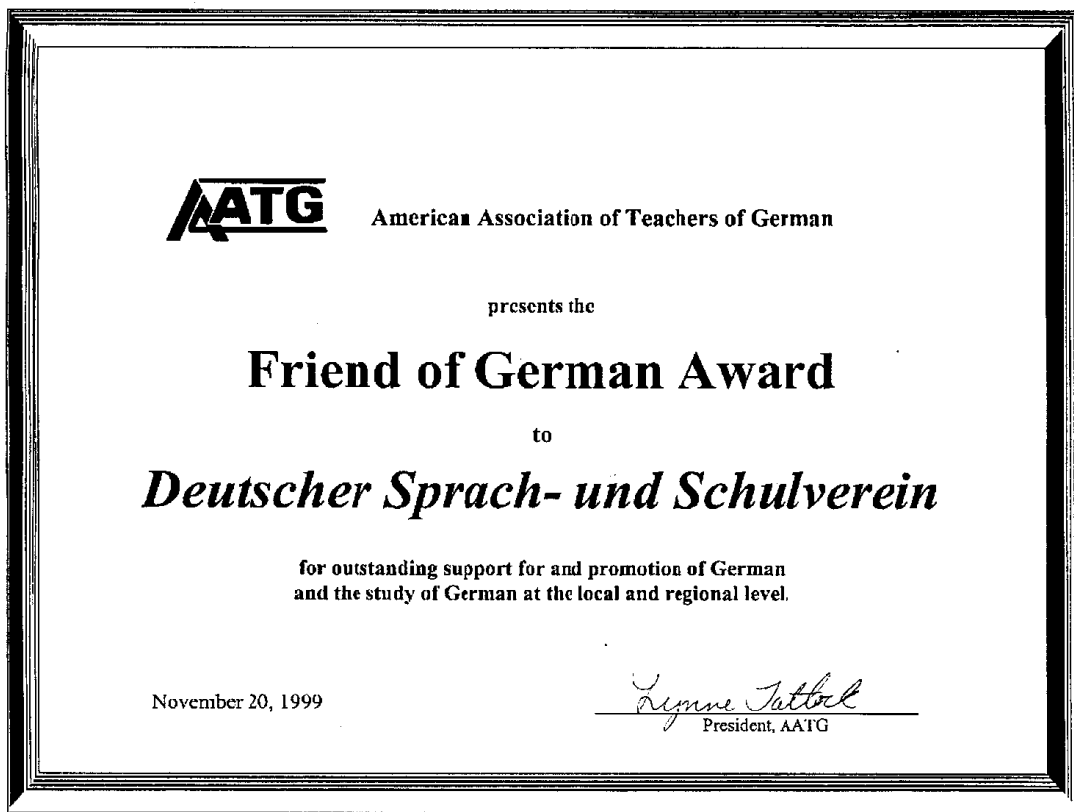 AATG
American Association of Teachers of German
presents the
Friend of German Award
to
Deutscher Sprach- und Schulverein
for outstanding support for and promotion of German
and the study of German at the local and regional level.
November 20, 1999
Lynne Tatlock
President, AATG